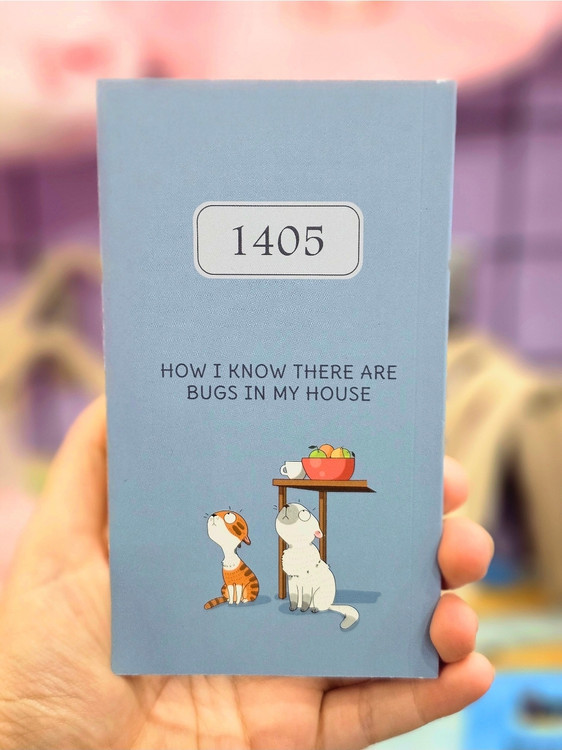 1405
HOW I KNOW THERE ARE
BUGS IN MY HOUSE